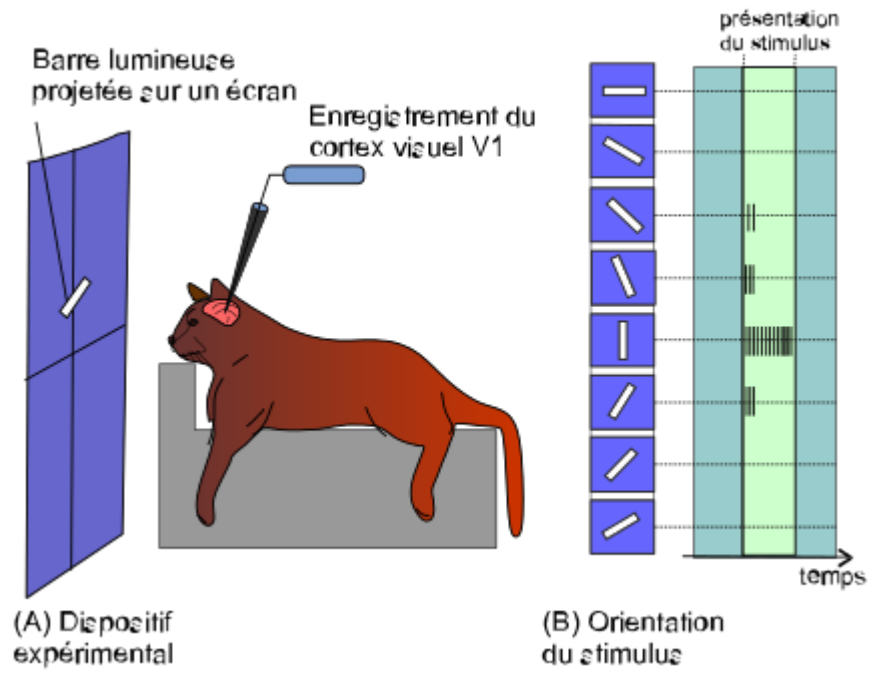 Barre lumineuse
projetée sur un écran
Enregistrement du
cortex visuel V1
(A) Dispositif
expérimental
présentation
du stimulus
temps
(B) Orientation
du stimulus